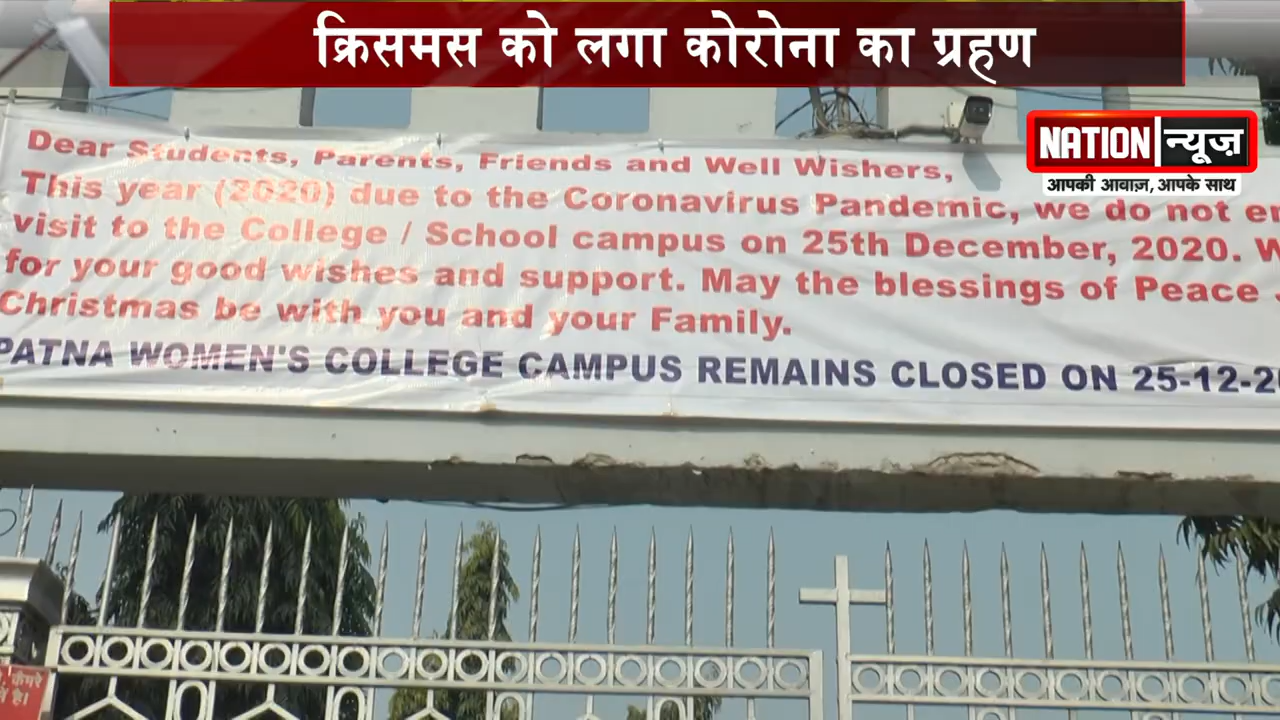 क्रिसमस को लगा कोरोना का ग्रहण
NATION न्यूज़
आपकी आवाज़, आपके साथ
Dear Students, Parents, Friends and Well Wishers,
This year (2020) due to the Coronavirus Pandemic, we do not
visit to the College / School campus on 25th December, 2020.
for your good wishes and support. May the blessings of Peace
Christmas be with you and your Family.
PATNA WOMEN'S COLLEGE CAMPUS REMAINS CLOSED ON 25-12-20